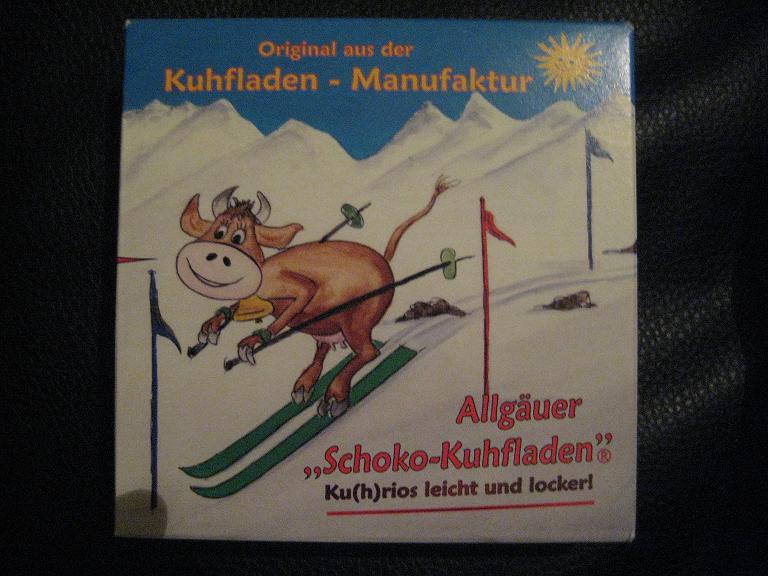 Original aus der
Kuhfladen - Manufaktur
Allgäuer
„Schoko-Kuhfladen”®
Ku(h)rios leicht und locker!